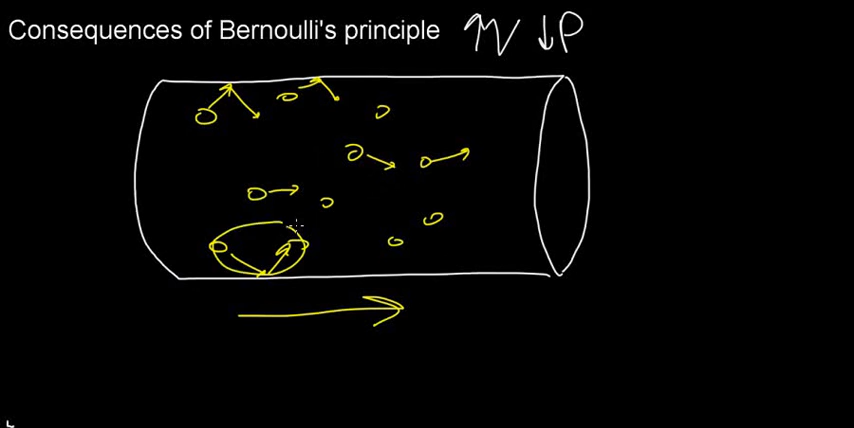 Consequences of Bernoulli's principle ↑V ↓P